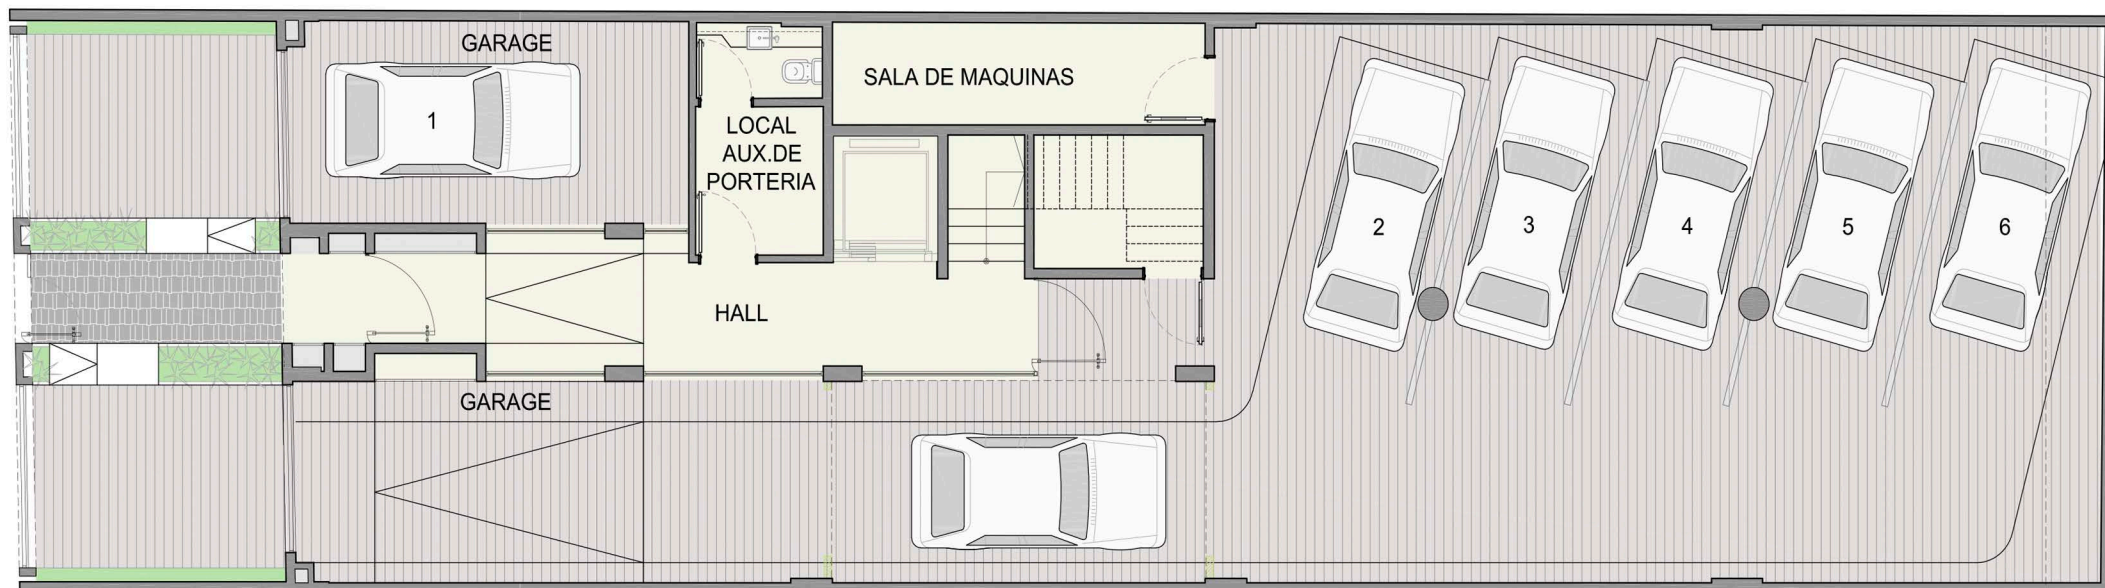 GARAGE
1
SALA DE MAQUINAS
LOCAL
AUX.DE
PORTERIA
2
3
4
5
6
HALL
GARAGE